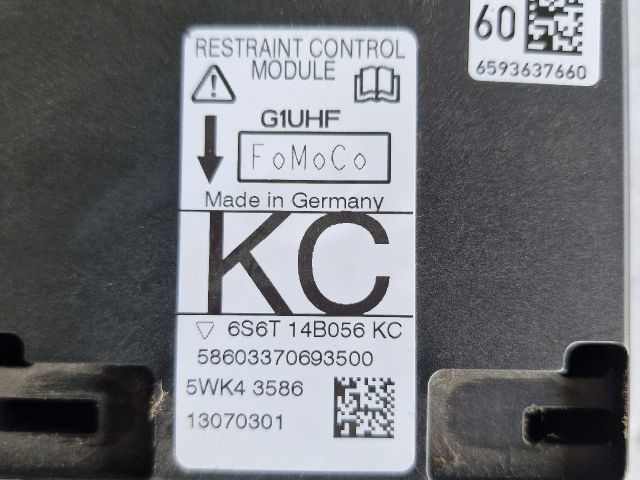 60
6593637660
RESTRAINT CONTROL
MODULE
G1UHF
FoMoCo
Made in Germany
KC
6S6T 14B056 KC
58603370693500
5WK4 3586
13070301